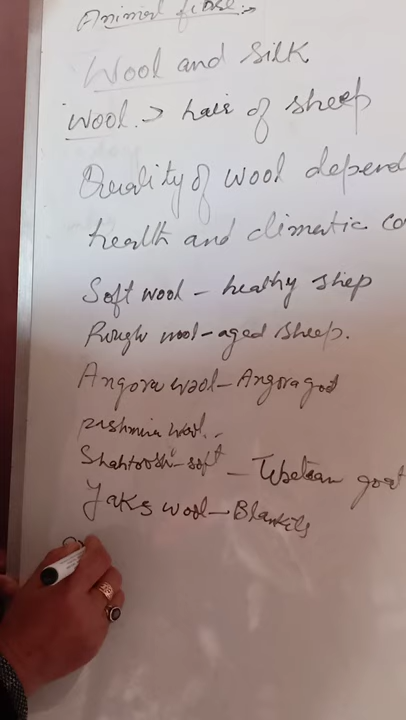 Animal fibre :-
Wool and silk
Wool. -> hair of sheep
Quality of wool depend
health and climatic co
Soft wool - healthy sheep
Rough wool - aged sheep.
Angora wool - Angora goat
Pashmina wool.
Shahtoosh - soft - Tibetan goat
Yaks wool - Blankets